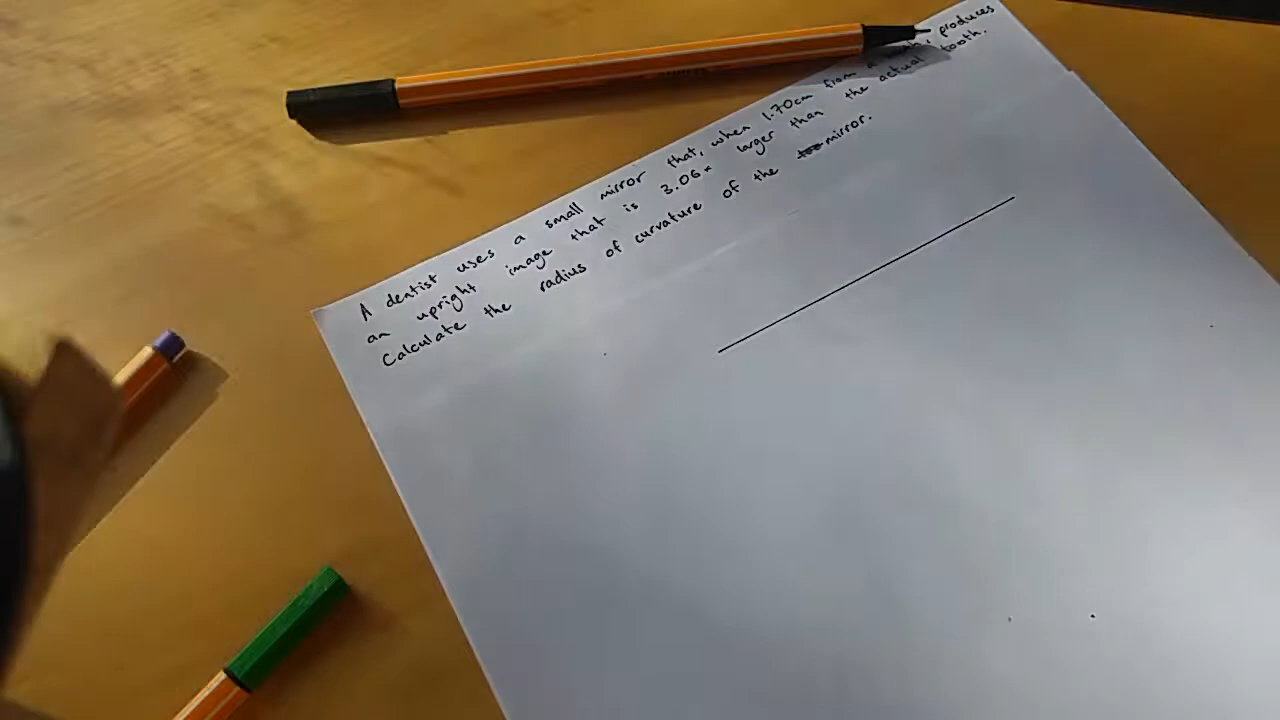 A dentist uses a small mirror that, when 1.70cm from a produces
an upright image that is 3.06x larger than the actual tooth.
Calculate the radius of curvature of the mirror.